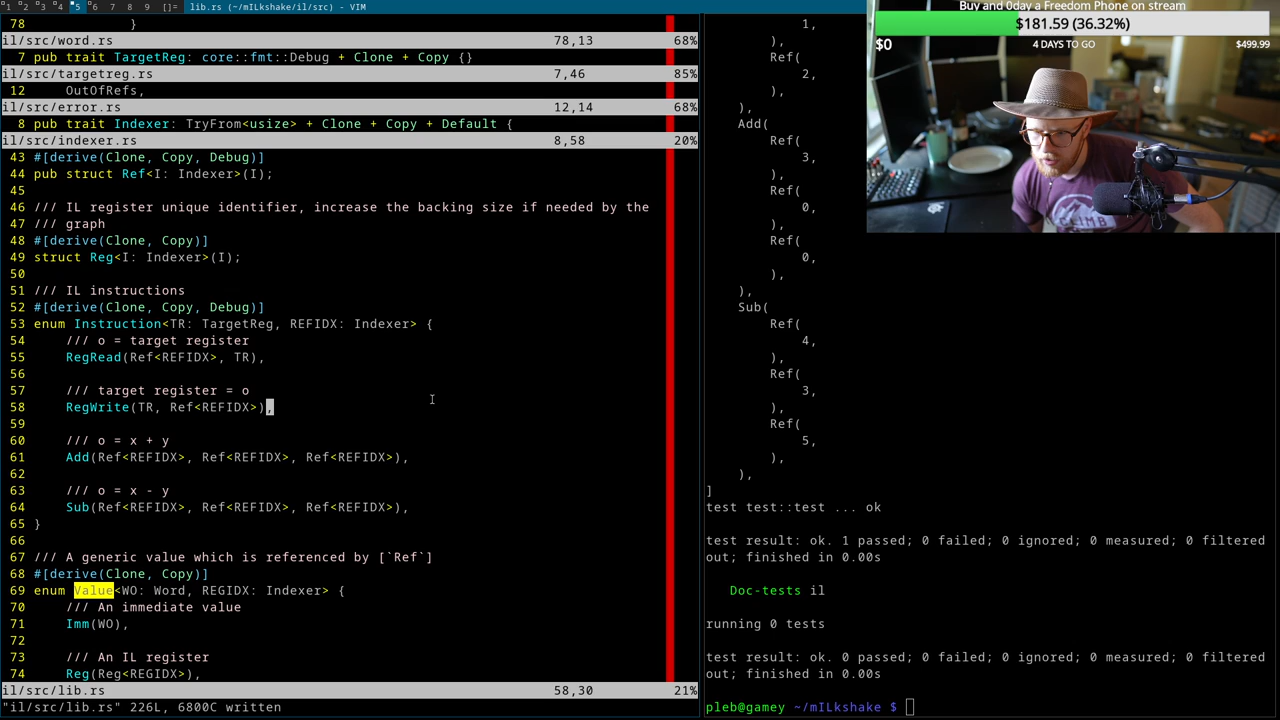 1 2 3 4 5 6 7 8 9 []= lib.rs (~/mILkshake/il/src) - VIM
78             }
il/src/word.rs 78,13 68%
7 pub trait TargetReg: core::fmt::Debug + Clone + Copy {}
il/src/targetreg.rs 7,46 85%
12     OutOfRefs,
il/src/error.rs 12,14 68%
8 pub trait Indexer: TryFrom<usize> + Clone + Copy + Default {
il/src/indexer.rs 8,58 20%
43 #[derive(Clone, Copy, Debug)]
44 pub struct Ref<I: Indexer>(I);
45
46 /// IL register unique identifier, increase the backing size if needed by the
47 /// graph
48 #[derive(Clone, Copy)]
49 struct Reg<I: Indexer>(I);
50
51 /// IL instructions
52 #[derive(Clone, Copy, Debug)]
53 enum Instruction<TR: TargetReg, REFIDX: Indexer> {
54     /// o = target register
55     RegRead(Ref<REFIDX>, TR),
56
57     /// target register = o
58     RegWrite(TR, Ref<REFIDX>),
59
60     /// o = x + y
61     Add(Ref<REFIDX>, Ref<REFIDX>, Ref<REFIDX>),
62
63     /// o = x - y
64     Sub(Ref<REFIDX>, Ref<REFIDX>, Ref<REFIDX>),
65 }
66
67 /// A generic value which is referenced by [`Ref`]
68 #[derive(Clone, Copy)]
69 enum Value<WO: Word, REGIDX: Indexer> {
70     /// An immediate value
71     Imm(WO),
72
73     /// An IL register
74     Reg(Reg<REGIDX>),
il/src/lib.rs 58,30 21%
"il/src/lib.rs" 226L, 6800C written
1,
),
Ref(
2,
),
),
Add(
Ref(
3,
),
Ref(
0,
),
Ref(
0,
),
),
Sub(
Ref(
4,
),
Ref(
3,
),
Ref(
5,
),
),
]
test test::test ... ok
test result: ok. 1 passed; 0 failed; 0 ignored; 0 measured; 0 filtered
out; finished in 0.00s
Doc-tests il
running 0 tests
test result: ok. 0 passed; 0 failed; 0 ignored; 0 measured; 0 filtered
out; finished in 0.00s
pleb@gamey ~/mILkshake $
Buy and 0day a Freedom Phone on stream
$181.59 (36.32%)
$0 4 DAYS TO GO $499.99
CLIMB